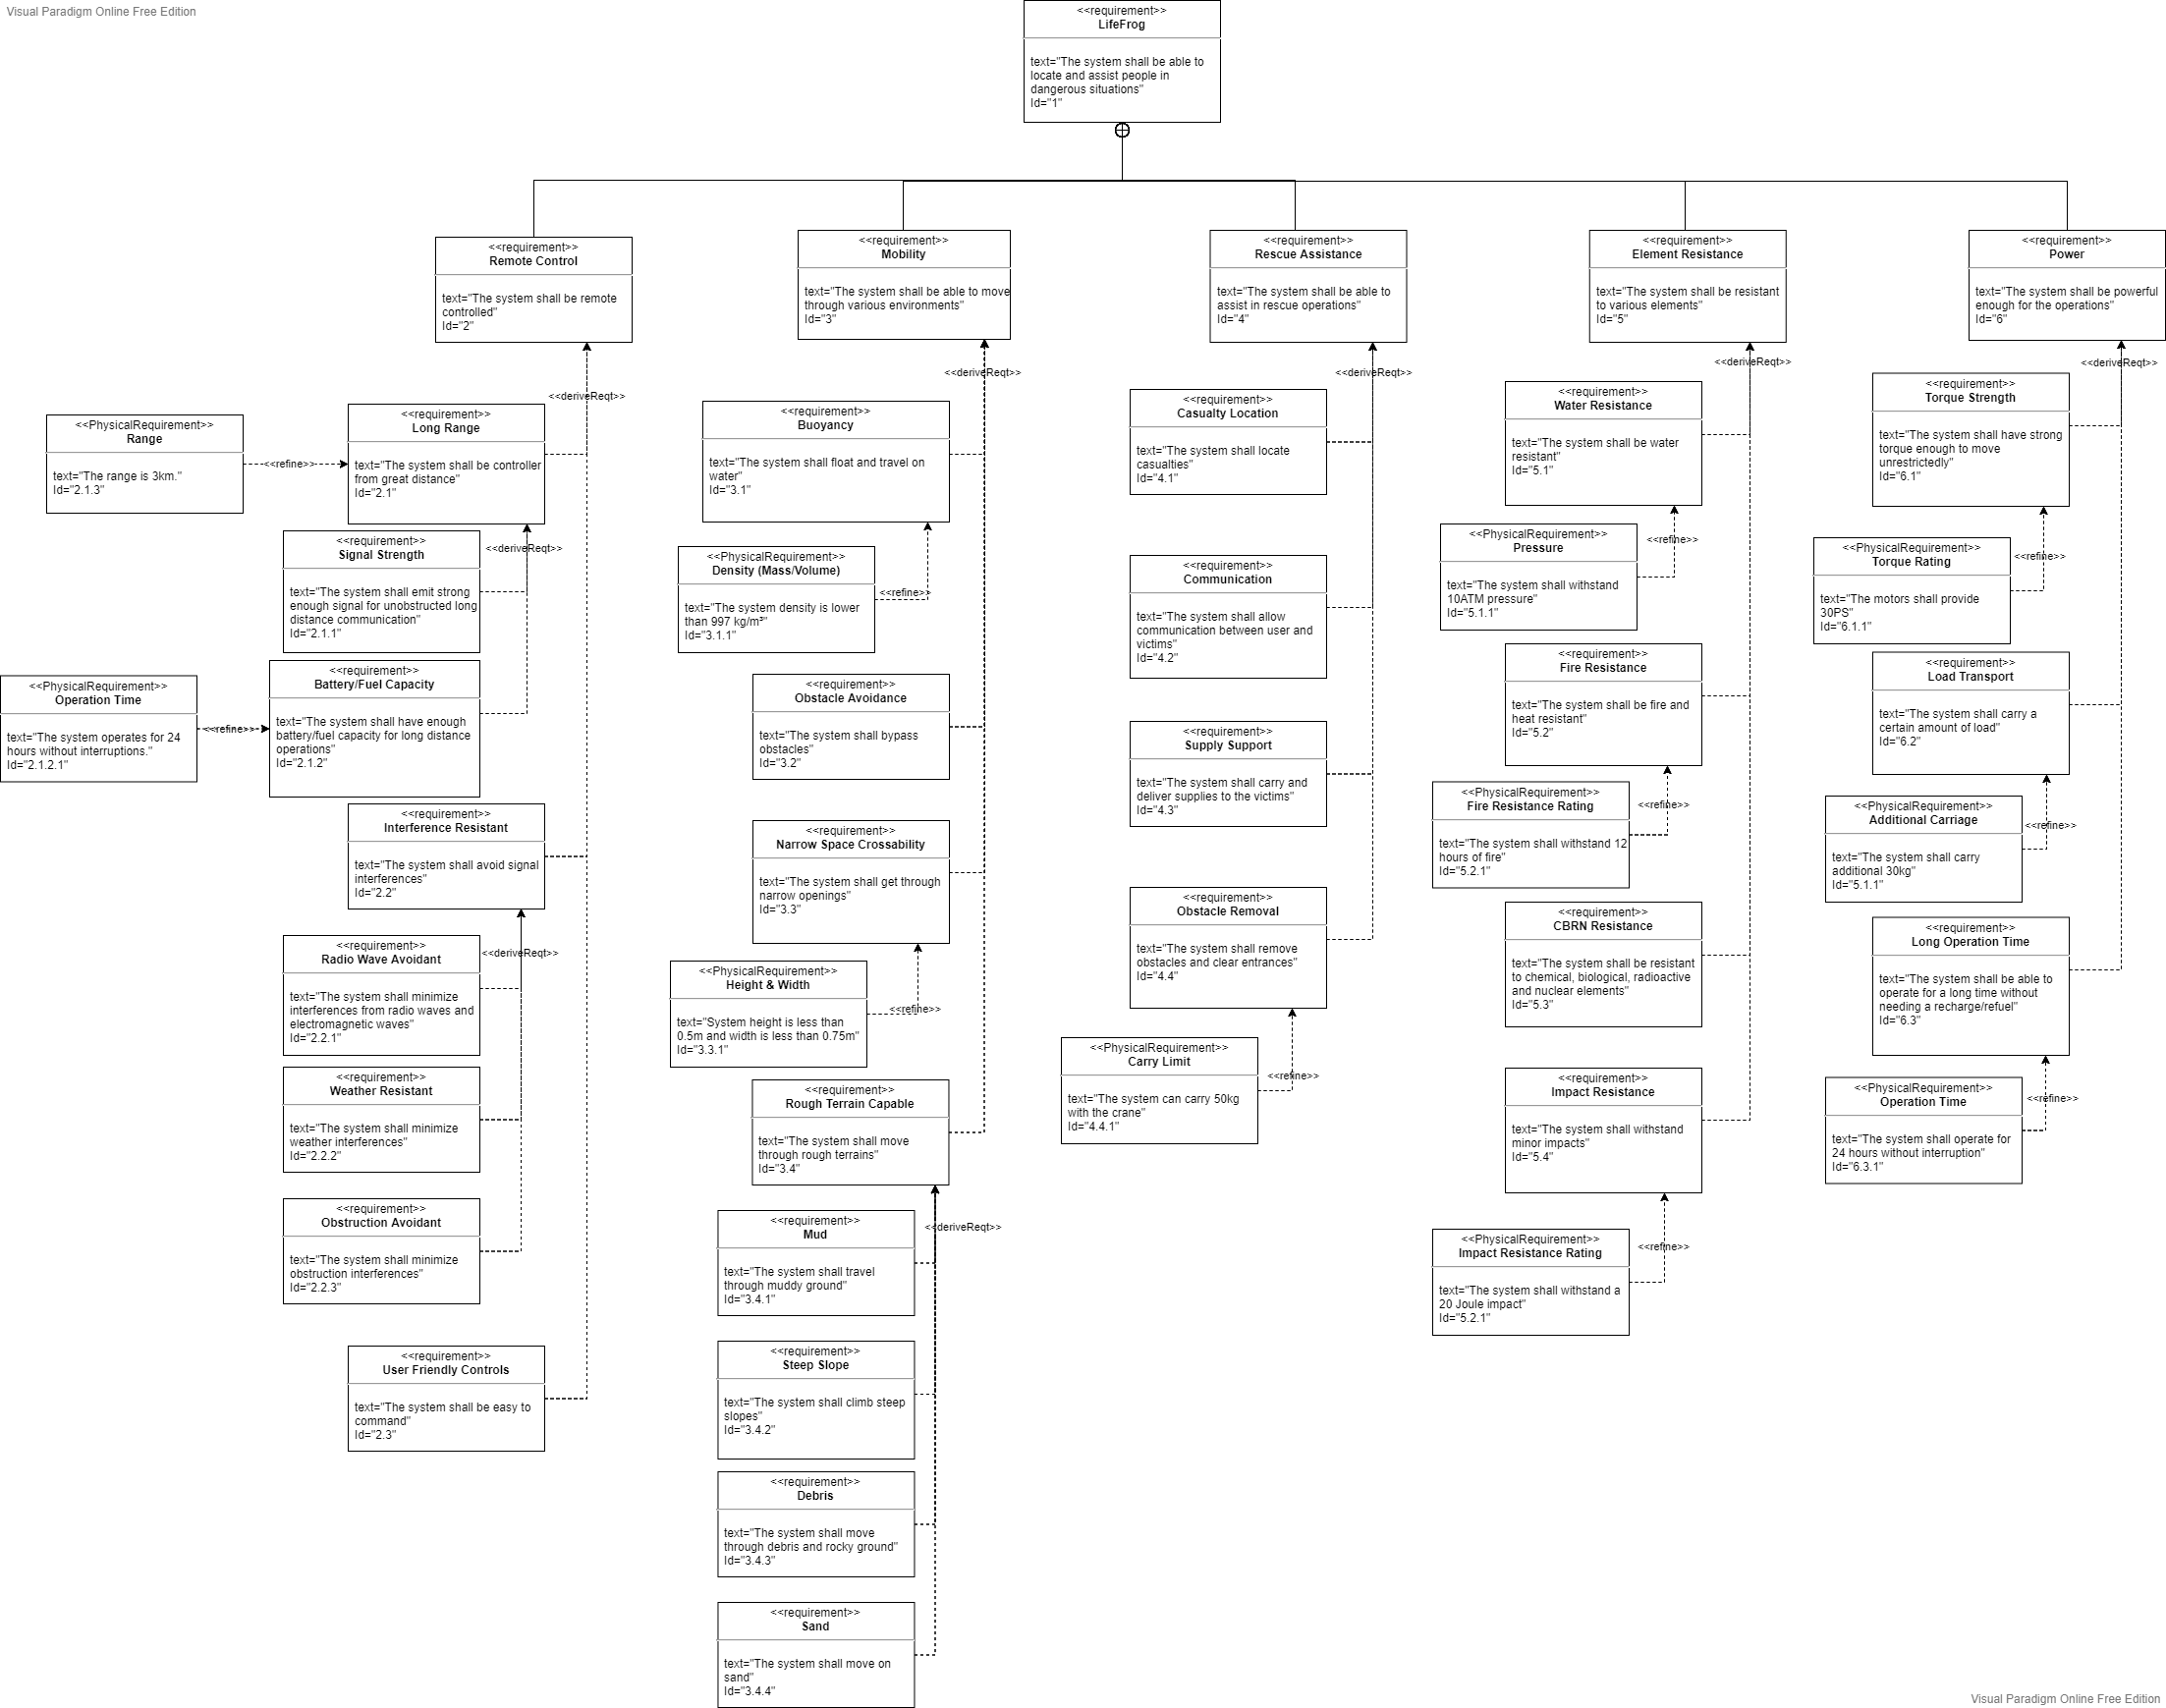 Visual Paradigm Online Free Edition
<<requirement>>
LifeFrog
text="The system shall be able to
locate and assist people in
dangerous situations"
Id="1"
<<requirement>>
Remote Control
text="The system shall be remote
controlled"
Id="2"
<<deriveReqt>>
<<requirement>>
Long Range
text="The system shall be controller
from great distance"
Id="2.1"
<<PhysicalRequirement>>
Range
text="The range is 3km."
Id="2.1.3"
<<refine>>
<<requirement>>
Signal Strength
text="The system shall emit strong
enough signal for unobstructed long
distance communication"
Id="2.1.1"
<<deriveReqt>>
<<requirement>>
Battery/Fuel Capacity
text="The system shall have enough
battery/fuel capacity for long distance
operations"
Id="2.1.2"
<<PhysicalRequirement>>
Operation Time
text="The system operates for 24
hours without interruptions."
Id="2.1.2.1"
<<refine>>
<<requirement>>
Interference Resistant
text="The system shall avoid signal
interferences"
Id="2.2"
<<requirement>>
Radio Wave Avoidant
text="The system shall minimize
interferences from radio waves and
electromagnetic waves"
Id="2.2.1"
<<deriveReqt>>
<<requirement>>
Weather Resistant
text="The system shall minimize
weather interferences"
Id="2.2.2"
<<requirement>>
Obstruction Avoidant
text="The system shall minimize
obstruction interferences"
Id="2.2.3"
<<requirement>>
User Friendly Controls
text="The system shall be easy to
command"
Id="2.3"
<<requirement>>
Mobility
text="The system shall be able to move
through various environments"
Id="3"
<<deriveReqt>>
<<requirement>>
Buoyancy
text="The system shall float and travel on
water"
Id="3.1"
<<PhysicalRequirement>>
Density (Mass/Volume)
text="The system density is lower
than 997 kg/m³"
Id="3.1.1"
<<refine>>
<<requirement>>
Obstacle Avoidance
text="The system shall bypass
obstacles"
Id="3.2"
<<requirement>>
Narrow Space Crossability
text="The system shall get through
narrow openings"
Id="3.3"
<<PhysicalRequirement>>
Height & Width
text="System height is less than
0.5m and width is less than 0.75m"
Id="3.3.1"
<<refine>>
<<requirement>>
Rough Terrain Capable
text="The system shall move
through rough terrains"
Id="3.4"
<<requirement>>
Mud
text="The system shall travel
through muddy ground"
Id="3.4.1"
<<deriveReqt>>
<<requirement>>
Steep Slope
text="The system shall climb steep
slopes"
Id="3.4.2"
<<requirement>>
Debris
text="The system shall move
through debris and rocky ground"
Id="3.4.3"
<<requirement>>
Sand
text="The system shall move on
sand"
Id="3.4.4"
<<requirement>>
Rescue Assistance
text="The system shall be able to
assist in rescue operations"
Id="4"
<<deriveReqt>>
<<requirement>>
Casualty Location
text="The system shall locate
casualties"
Id="4.1"
<<requirement>>
Communication
text="The system shall allow
communication between user and
victims"
Id="4.2"
<<requirement>>
Supply Support
text="The system shall carry and
deliver supplies to the victims"
Id="4.3"
<<requirement>>
Obstacle Removal
text="The system shall remove
obstacles and clear entrances"
Id="4.4"
<<PhysicalRequirement>>
Carry Limit
text="The system can carry 50kg
with the crane"
Id="4.4.1"
<<refine>>
<<requirement>>
Element Resistance
text="The system shall be resistant
to various elements"
Id="5"
<<deriveReqt>>
<<requirement>>
Water Resistance
text="The system shall be water
resistant"
Id="5.1"
<<PhysicalRequirement>>
Pressure
text="The system shall withstand
10ATM pressure"
Id="5.1.1"
<<refine>>
<<requirement>>
Fire Resistance
text="The system shall be fire and
heat resistant"
Id="5.2"
<<PhysicalRequirement>>
Fire Resistance Rating
text="The system shall withstand 12
hours of fire"
Id="5.2.1"
<<refine>>
<<requirement>>
CBRN Resistance
text="The system shall be resistant
to chemical, biological, radioactive
and nuclear elements"
Id="5.3"
<<requirement>>
Impact Resistance
text="The system shall withstand
minor impacts"
Id="5.4"
<<PhysicalRequirement>>
Impact Resistance Rating
text="The system shall withstand a
20 Joule impact"
Id="5.2.1"
<<refine>>
<<requirement>>
Power
text="The system shall be powerful
enough for the operations"
Id="6"
<<deriveReqt>>
<<requirement>>
Torque Strength
text="The system shall have strong
torque enough to move
unrestrictedly"
Id="6.1"
<<PhysicalRequirement>>
Torque Rating
text="The motors shall provide
30PS"
Id="6.1.1"
<<refine>>
<<requirement>>
Load Transport
text="The system shall carry a
certain amount of load"
Id="6.2"
<<PhysicalRequirement>>
Additional Carriage
text="The system shall carry
additional 30kg"
Id="5.1.1"
<<refine>>
<<requirement>>
Long Operation Time
text="The system shall be able to
operate for a long time without
needing a recharge/refuel"
Id="6.3"
<<PhysicalRequirement>>
Operation Time
text="The system shall operate for
24 hours without interruption"
Id="6.3.1"
<<refine>>
Visual Paradigm Online Free Edition